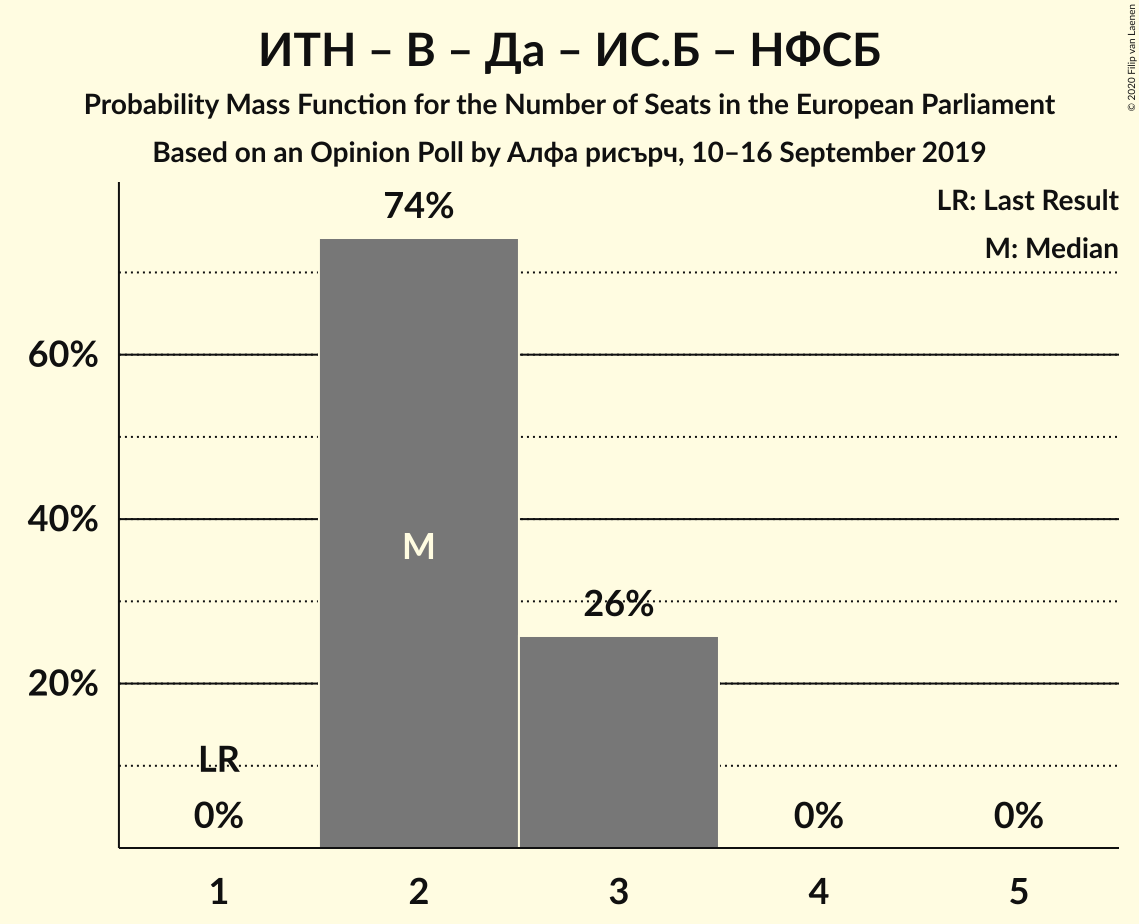 ИТН – В – Да – ИС.Б – НФСБ
Probability Mass Function for the Number of Seats in the European Parliament
Based on an Opinion Poll by Алфа рисърч, 10–16 September 2019
© 2020 Filip van Laenen
LR: Last Result
M: Median
74%
60%
40%
M
26%
20%
LR
0%
0%
0%
1
2
3
4
5